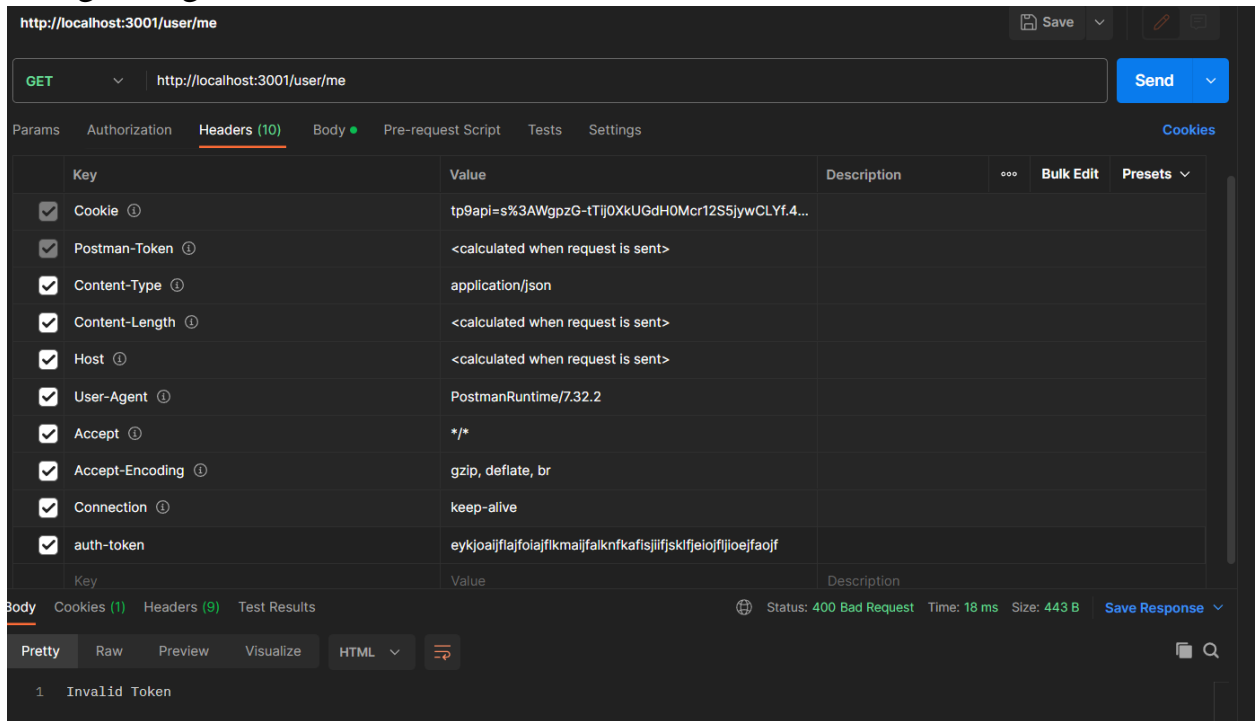 http://localhost:3001/user/me Save
GET http://localhost:3001/user/me Send
Params Authorization Headers (10) Body Pre-request Script Tests Settings Cookies
Key Value Description Bulk Edit Presets
Cookie tp9api=s%3AWgpzG-tTij0XkUGdH0Mcr12S5jywCLYf.4...
Postman-Token <calculated when request is sent>
Content-Type application/json
Content-Length <calculated when request is sent>
Host <calculated when request is sent>
User-Agent PostmanRuntime/7.32.2
Accept */*
Accept-Encoding gzip, deflate, br
Connection keep-alive
auth-token eykjoaijflajfoiajflkmaijfalknfkafisjiifjsklfjeiojfljioejfaojf
Key Value Description
Body Cookies (1) Headers (9) Test Results Status: 400 Bad Request Time: 18 ms Size: 443 B Save Response
Pretty Raw Preview Visualize HTML
1 Invalid Token